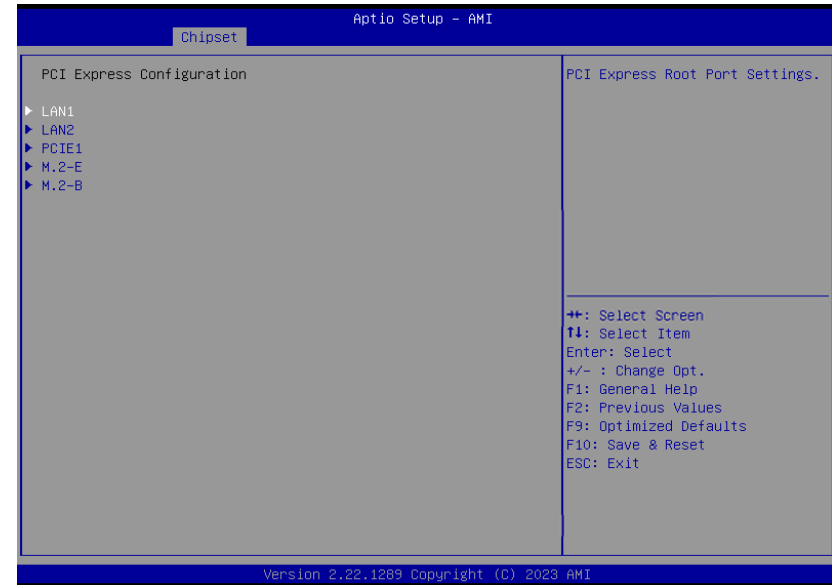 Aptio Setup – AMI
Chipset
PCI Express Configuration
LAN1
LAN2
PCIE1
M.2-E
M.2-B
PCI Express Root Port Settings.
→←: Select Screen
↑↓: Select Item
Enter: Select
+/- : Change Opt.
F1: General Help
F2: Previous Values
F9: Optimized Defaults
F10: Save & Reset
ESC: Exit
Version 2.22.1289 Copyright (C) 2023 AMI